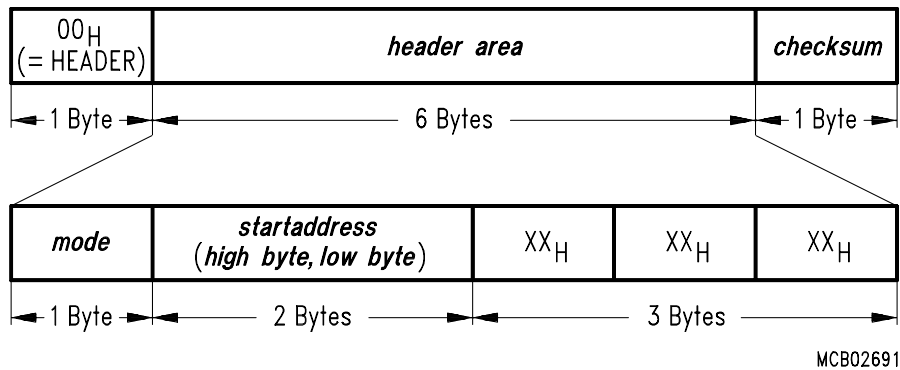 00H header area checksum
(= HEADER)
1 Byte 6 Bytes 1 Byte
mode startaddress XXH XXH XXH
(high byte, low byte)
1 Byte 2 Bytes 3 Bytes
MCB02691